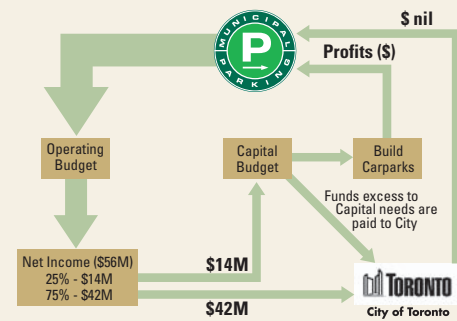 $ nil
MUNICIPAL
P
PARKING
Profits ($)
Operating
Budget
Capital
Budget
Build
Carparks
Funds excess to
Capital needs are
paid to City
Net Income ($56M)
25% - $14M
75% - $42M
$14M
$42M
TORONTO
City of Toronto